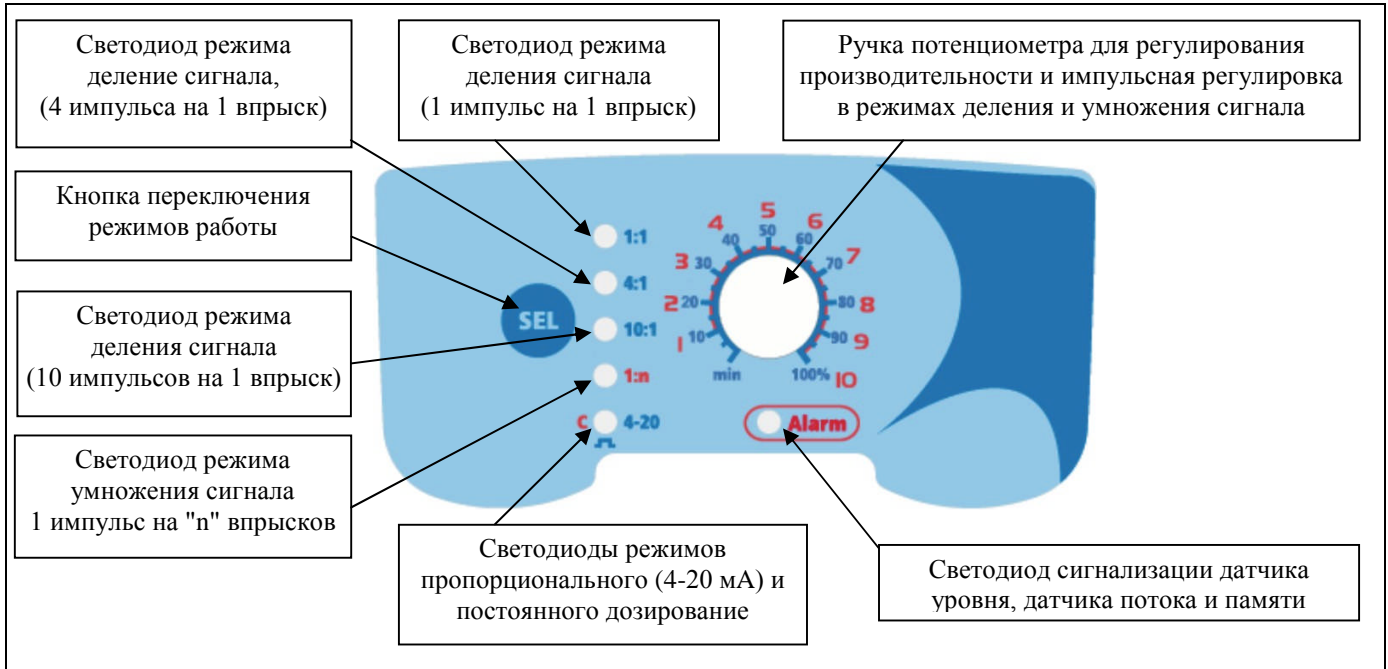 Светодиод режима
деление сигнала,
(4 импульса на 1 впрыск)
Светодиод режима
деления сигнала
(1 импульс на 1 впрыск)
Ручка потенциометра для регулирования
производительности и импульсная регулировка
в режимах деления и умножения сигнала
Кнопка переключения
режимов работы
Светодиод режима
деления сигнала
(10 импульсов на 1 впрыск)
Светодиод режима
умножения сигнала
1 импульс на "n" впрысков
SEL
1:1
4:1
10:1
1:n
C 4-20
1 2 3 4 5 6 7 8 9 10
min 10 20 30 40 50 60 70 80 90 100%
Alarm
Светодиоды режимов
пропорционального (4-20 мА) и
постоянного дозирование
Светодиод сигнализации датчика
уровня, датчика потока и памяти